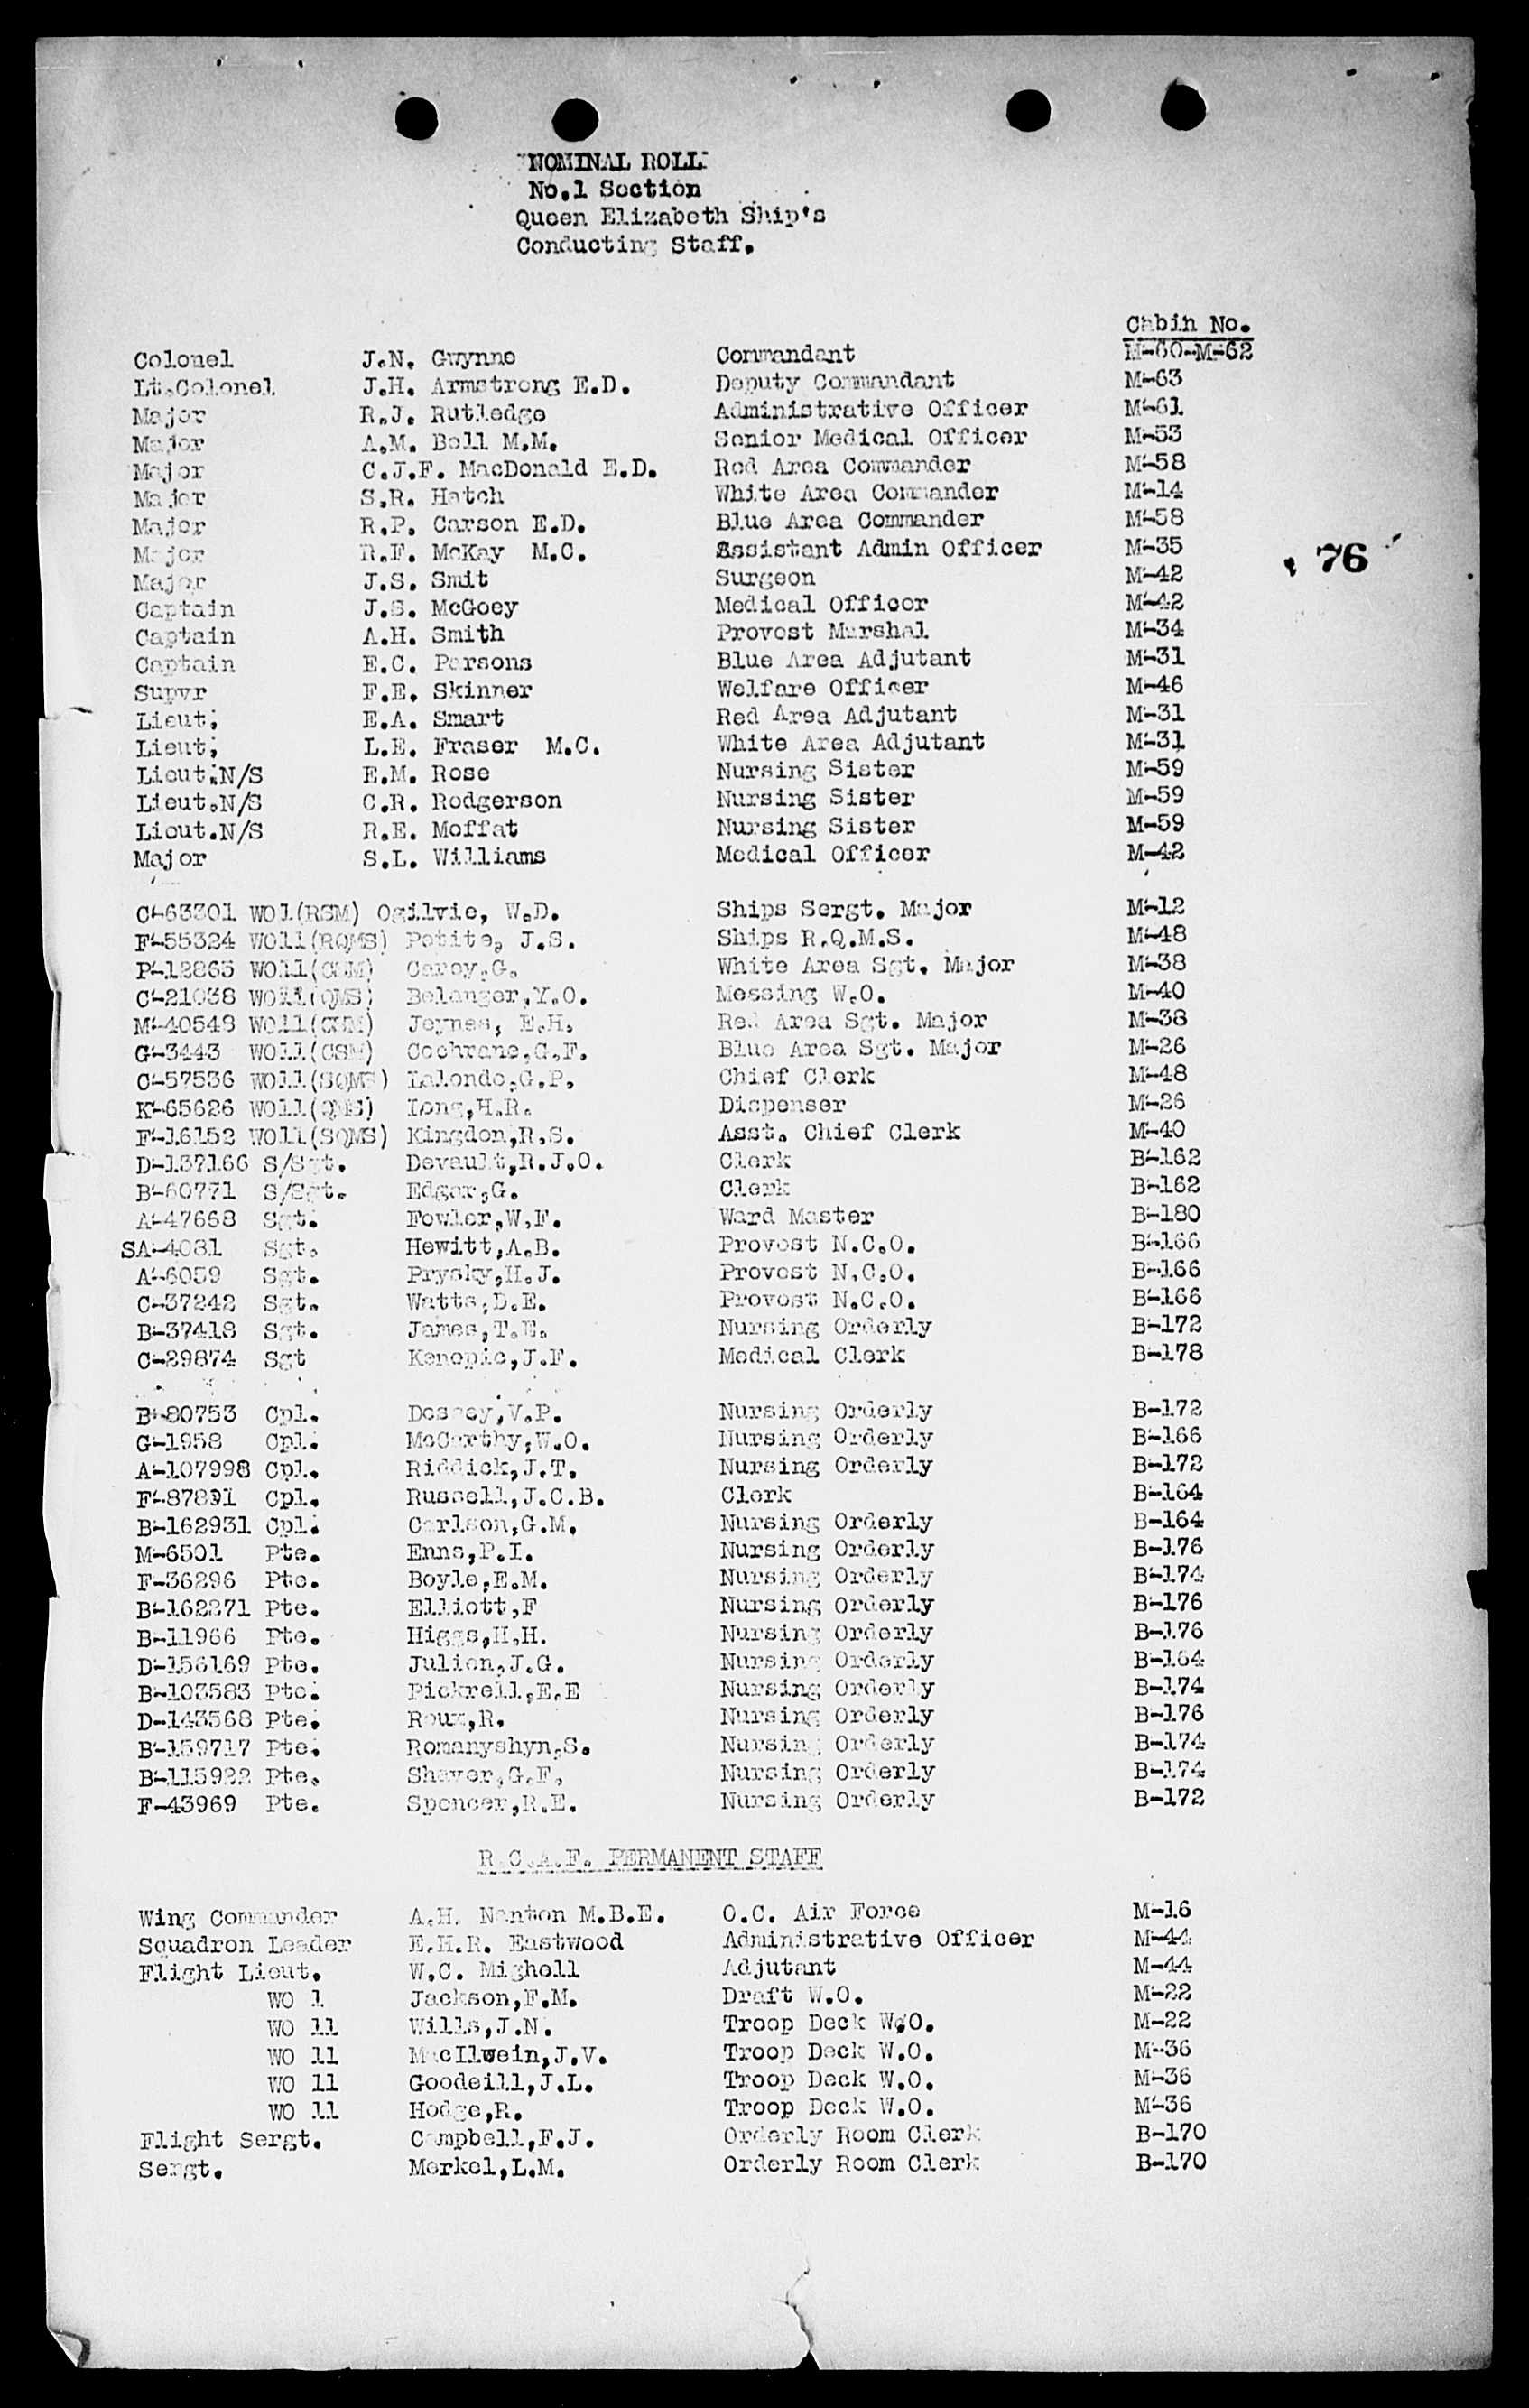 "NOMINAL ROLL"
No.1 Section
Queen Elizabeth Ship's
Conducting Staff.
Cabin No.
Colonel J.N. Gwynne Commandant M-60-M-62
Lt.Colonel J.H. Armstrong E.D. Deputy Commandant M-63
Major R.J. Rutledge Administrative Officer M-61
Major A.M. Bell M.M. Senior Medical Officer M-53
Major C.J.F. MacDonald E.D. Red Area Commander M-58
Major S.R. Hatch White Area Commander M-14
Major R.P. Carson E.D. Blue Area Commander M-58
Major R.F. McKay M.C. Assistant Admin Officer M-35
76
Major J.S. Smit Surgeon M-42
Captain J.S. McGoey Medical Officer M-42
Captain A.H. Smith Provost Marshal M-34
Captain E.C. Parsons Blue Area Adjutant M-31
Supvr F.E. Skinner Welfare Officer M-46
Lieut; E.A. Smart Red Area Adjutant M-31
Lieut; L.E. Fraser M.C. White Area Adjutant M-31
Lieut.N/S E.M. Rose Nursing Sister M-59
Lieut.N/S C.R. Rodgerson Nursing Sister M-59
Lieut.N/S R.E. Moffat Nursing Sister M-59
Major S.L. Williams Medical Officer M-42
C-63301 WO1(RSM) Ogilvie, W.D. Ships Sergt. Major M-12
F-55324 WO11(RQMS) Petite, J.S. Ships R.Q.M.S. M-48
P-12865 WO11(CSM) Carey,G. White Area Sgt. Major M-38
C-21038 WO11(QMS) Belanger,Y.O. Messing W.O. M-40
M-40548 WO11(CSM) Joynes, E.H. Red Area Sgt. Major M-38
G-3443 WO11(CSM) Cochrane,G.F. Blue Area Sgt. Major M-26
C-57536 WO11(SQMS) Lalonde,G.P. Chief Clerk M-48
K-65626 WO11(QMS) Long,H.R. Dispenser M-26
F-16152 WO11(SQMS) Kingdon,R.S. Asst. Chief Clerk M-40
D-137166 S/Sgt. Devault,R.J.O. Clerk B-162
B-60771 S/Sgt. Edgar,G. Clerk B-162
A-47668 Sgt. Fowler,W.F. Ward Master B-180
SA-4081 Sgt. Hewitt,A.B. Provost N.C.O. B-166
A-6059 Sgt. Prysky,H.J. Provost N.C.O. B-166
C-37242 Sgt. Watts,D.E. Provost N.C.O. B-166
B-37418 Sgt. James,T.E. Nursing Orderly B-172
C-29874 Sgt Kenopic,J.F. Medical Clerk B-178
B-80753 Cpl. Dossey,V.P. Nursing Orderly B-172
G-1958 Cpl. McCarthy,W.O. Nursing Orderly B-166
A-107998 Cpl. Riddick,J.T. Nursing Orderly B-172
F-87891 Cpl. Russell,J.C.B. Clerk B-164
B-162931 Cpl. Carlson,G.M. Nursing Orderly B-164
M-6501 Pte. Enns,P.I. Nursing Orderly B-176
F-36296 Pte. Boyle,E.M. Nursing Orderly B-174
B-162271 Pte. Elliott,F Nursing Orderly B-176
B-11966 Pte. Higgs,H.H. Nursing Orderly B-176
D-156169 Pte. Julien,J.G. Nursing Orderly B-164
B-103583 Pte. Pickrell,E.E Nursing Orderly B-174
D-143568 Pte. Roux,R. Nursing Orderly B-176
B-159717 Pte. Romanyshyn,S. Nursing Orderly B-174
B-115922 Pte. Shaver,G.F. Nursing Orderly B-174
F-43969 Pte. Spencer,R.E. Nursing Orderly B-172
R.C.A.F. PERMANENT STAFF
Wing Commander A.H. Nanton M.B.E. O.C. Air Force M-16
Squadron Leader E.H.R. Eastwood Administrative Officer M-44
Flight Lieut. W.C. Mighell Adjutant M-44
WO 1 Jackson,F.M. Draft W.O. M-22
WO 11 Wills,J.N. Troop Deck W.O. M-22
WO 11 MacIlwein,J.V. Troop Deck W.O. M-36
WO 11 Goodeill,J.L. Troop Deck W.O. M-36
WO 11 Hodge,R. Troop Deck W.O. M-36
Flight Sergt. Campbell,F.J. Orderly Room Clerk B-170
Sergt. Merkel,L.M. Orderly Room Clerk B-170